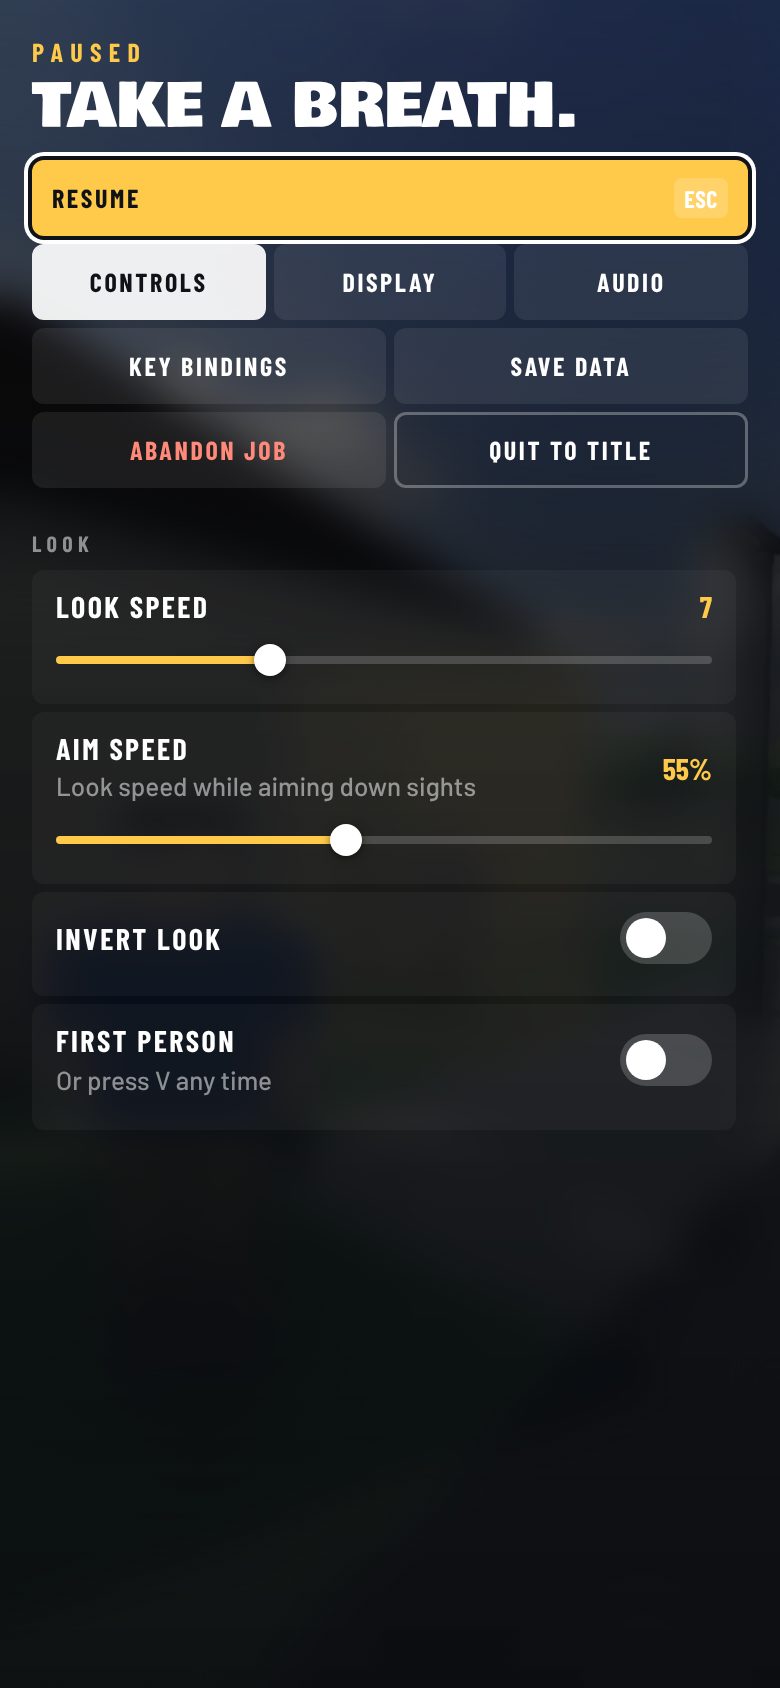 PAUSED
TAKE A BREATH.
RESUME ESC
CONTROLS DISPLAY AUDIO
KEY BINDINGS SAVE DATA
ABANDON JOB QUIT TO TITLE
LOOK
LOOK SPEED 7
AIM SPEED
Look speed while aiming down sights 55%
INVERT LOOK
FIRST PERSON
Or press V any time